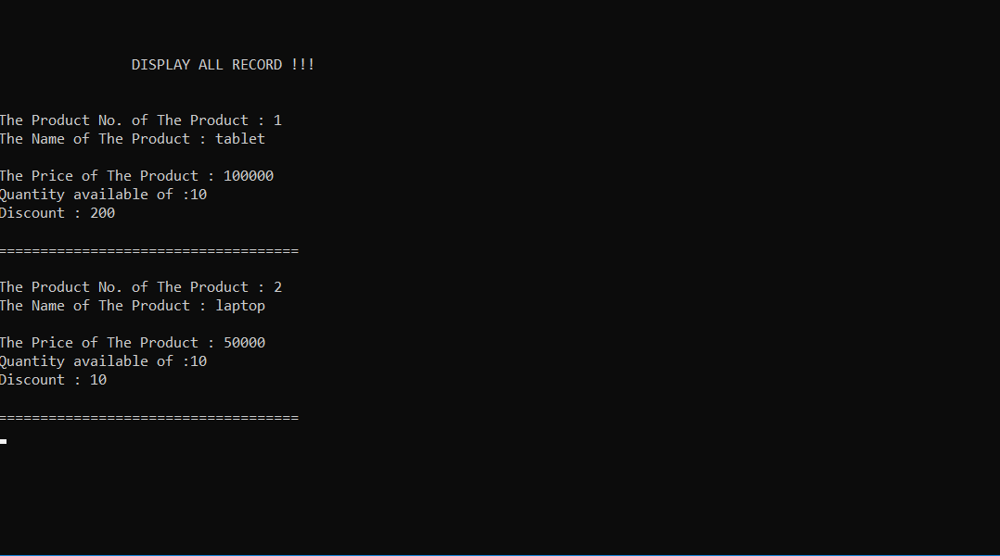 DISPLAY ALL RECORD !!!
The Product No. of The Product : 1
The Name of The Product : tablet
The Price of The Product : 100000
Quantity available of :10
Discount : 200
====================================
The Product No. of The Product : 2
The Name of The Product : laptop
The Price of The Product : 50000
Quantity available of :10
Discount : 10
====================================